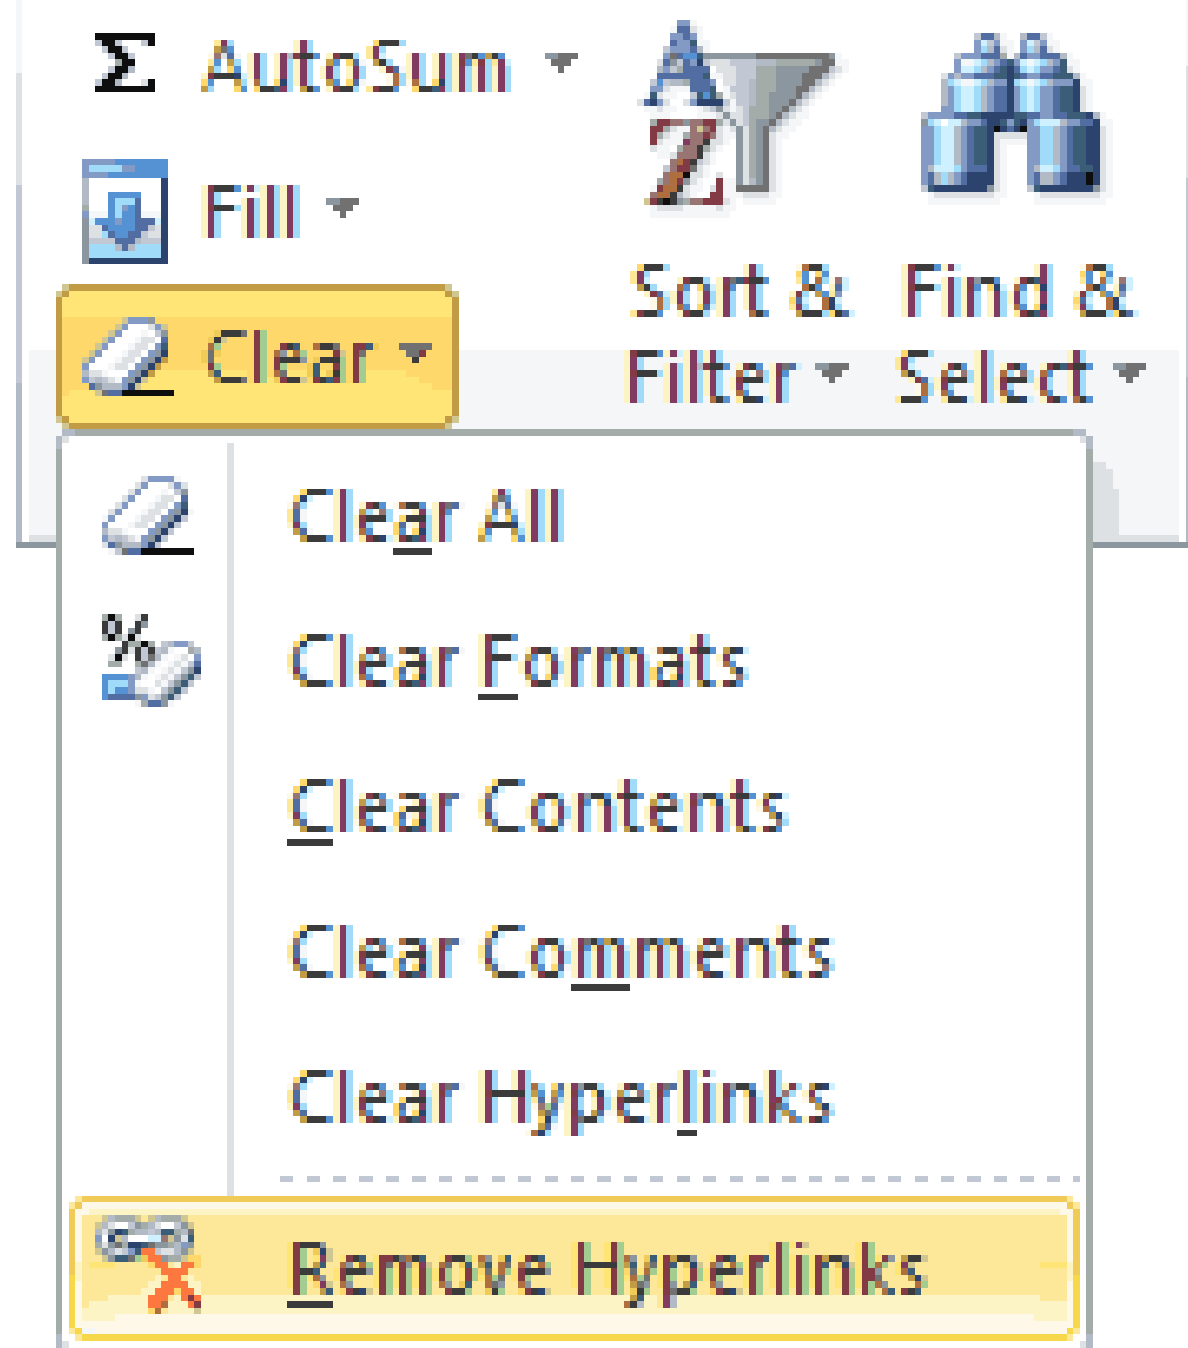 Σ AutoSum
Fill
Clear
A
Z
Sort &
Filter
Find &
Select
Clear All
% Clear Formats
Clear Contents
Clear Comments
Clear Hyperlinks
Remove Hyperlinks